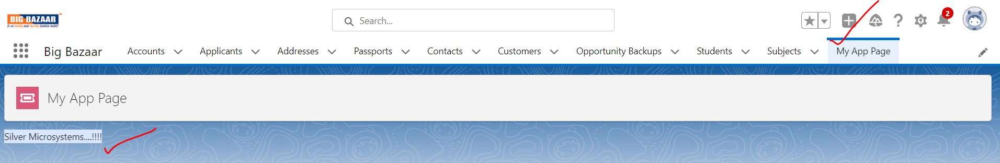 BIG BAZAAR
Is se sasta aur accha kahin nahi!
Search...
2
Big Bazaar
Accounts
Applicants
Addresses
Passports
Contacts
Customers
Opportunity Backups
Students
Subjects
My App Page
My App Page
Silver Microsystems....!!!!